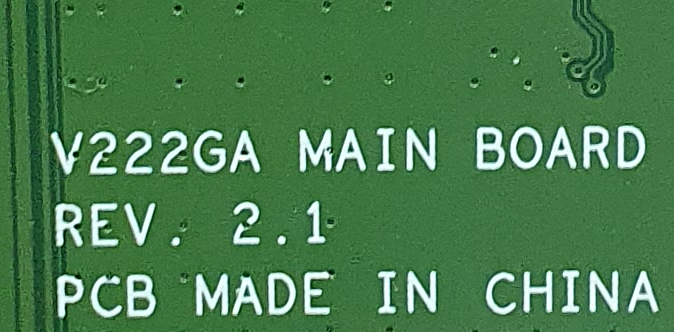 V222GA MAIN BOARD
REV. 2.1
PCB MADE IN CHINA